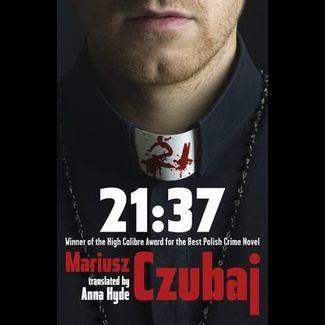 21
21:37
Winner of the High Calibre Award for the Best Polish Crime Novel
Mariusz
translated by
Anna Hyde
Czubaj